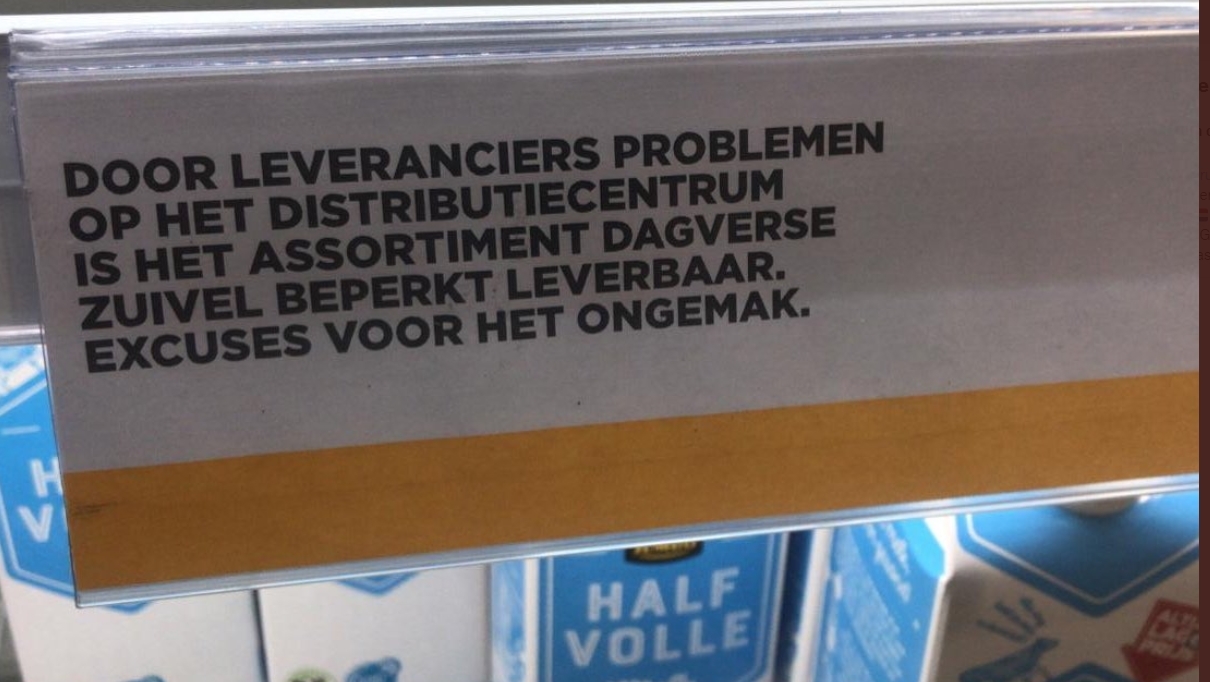 DOOR LEVERANCIERS PROBLEMEN
OP HET DISTRIBUTIECENTRUM
IS HET ASSORTIMENT DAGVERSE
ZUIVEL BEPERKT LEVERBAAR.
EXCUSES VOOR HET ONGEMAK.
H
V
HALF
VOLLE